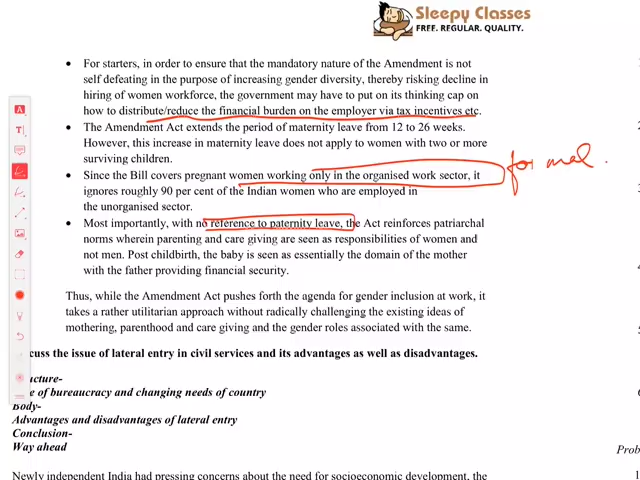 Sleepy Classes
FREE. REGULAR. QUALITY.
• For starters, in order to ensure that the mandatory nature of the Amendment is not
self defeating in the purpose of increasing gender diversity, thereby risking decline in
hiring of women workforce, the government may have to put on its thinking cap on
how to distribute/reduce the financial burden on the employer via tax incentives etc.
• The Amendment Act extends the period of maternity leave from 12 to 26 weeks.
However, this increase in maternity leave does not apply to women with two or more
surviving children.
• Since the Bill covers pregnant women working only in the organised work sector, it
ignores roughly 90 per cent of the Indian women who are employed in
the unorganised sector.
formal.
• Most importantly, with no reference to paternity leave, the Act reinforces patriarchal
norms wherein parenting and care giving are seen as responsibilities of women and
not men. Post childbirth, the baby is seen as essentially the domain of the mother
with the father providing financial security.
Thus, while the Amendment Act pushes forth the agenda for gender inclusion at work, it
takes a rather utilitarian approach without radically challenging the existing ideas of
mothering, parenthood and care giving and the gender roles associated with the same.
the issue of lateral entry in civil services and its advantages as well as disadvantages.
of bureaucracy and changing needs of country
Body-
Advantages and disadvantages of lateral entry
Conclusion-
Way ahead
Newly independent India had pressing concerns about the need for socioeconomic development, the